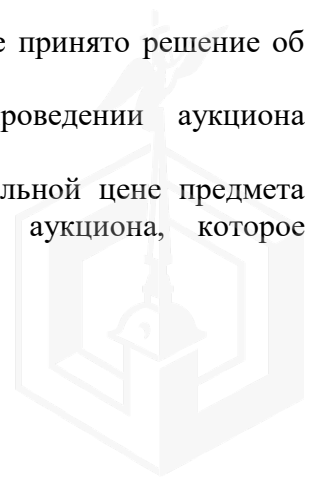 е принято решение об
роведении аукциона
льной цене предмета
аукциона, которое